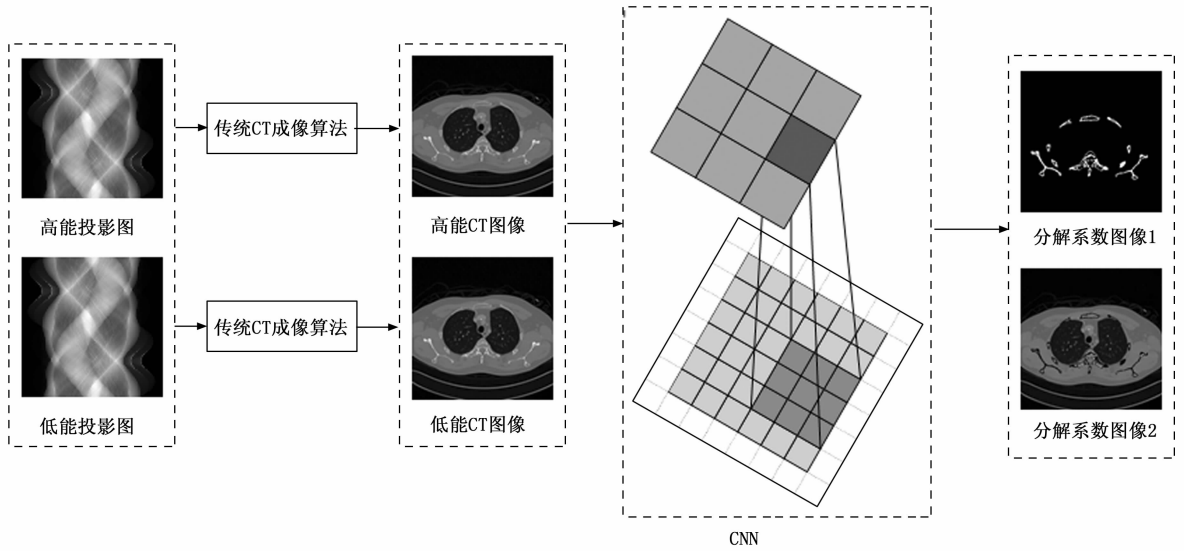 高能投影图
传统CT成像算法
高能CT图像
低能投影图
传统CT成像算法
低能CT图像
CNN
分解系数图像1
分解系数图像2